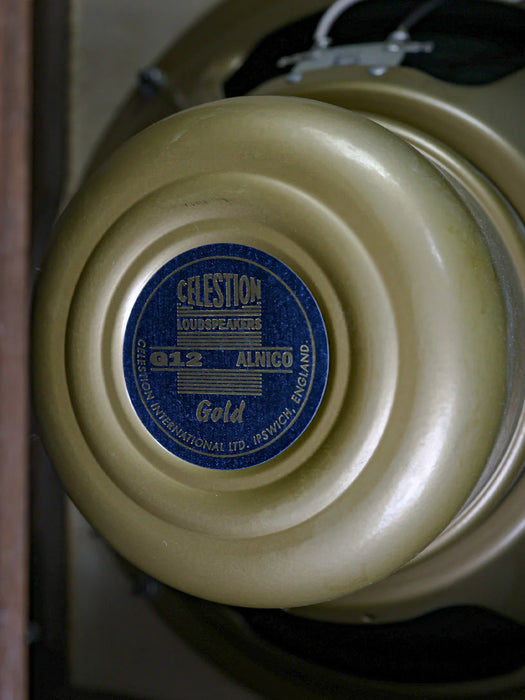 CELESTION
LOUDSPEAKERS
G12 ALNICO
Gold
CELESTION INTERNATIONAL LTD. IPSWICH, ENGLAND.